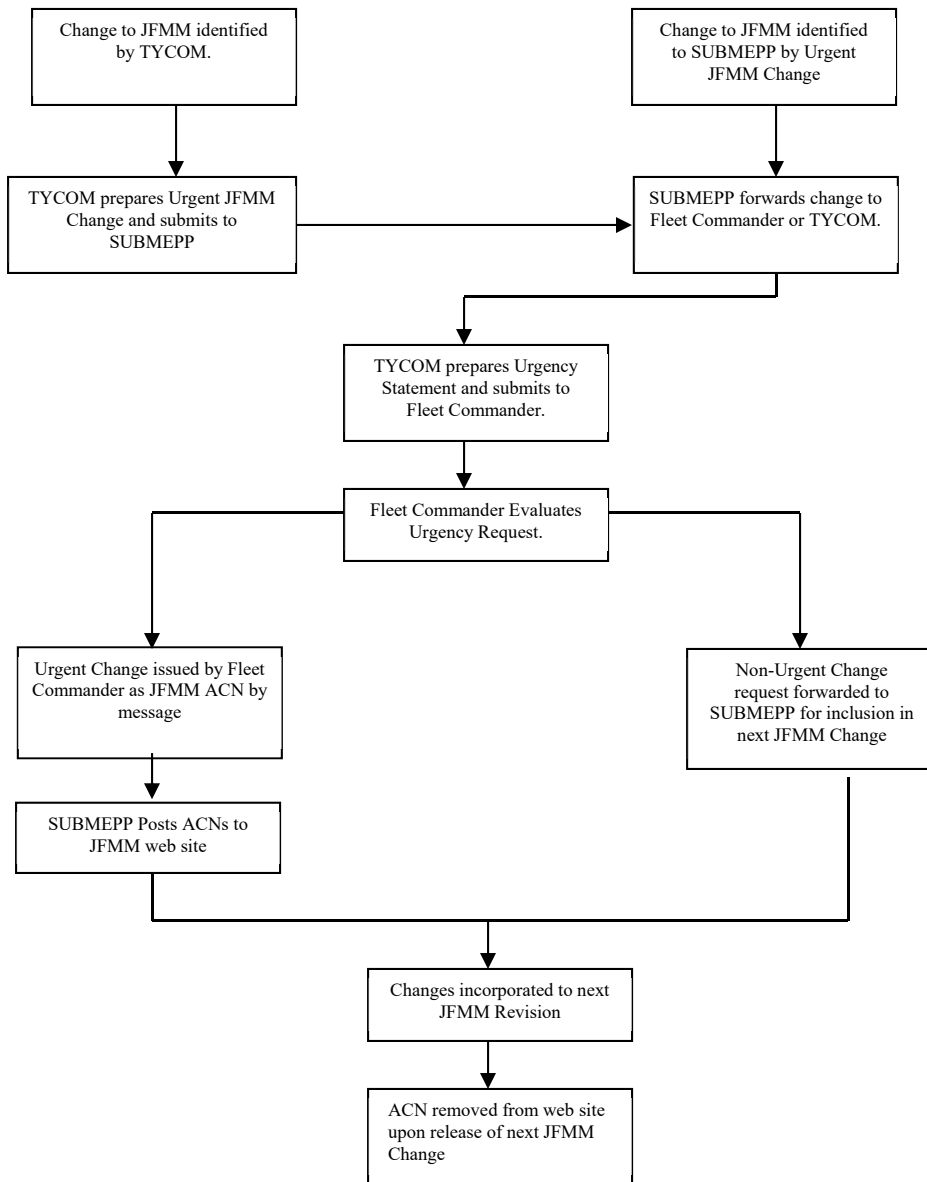 Change to JFMM identified
by TYCOM.
Change to JFMM identified
to SUBMEPP by Urgent
JFMM Change
TYCOM prepares Urgent JFMM
Change and submits to
SUBMEPP
SUBMEPP forwards change to
Fleet Commander or TYCOM.
TYCOM prepares Urgency
Statement and submits to
Fleet Commander.
Fleet Commander Evaluates
Urgency Request.
Urgent Change issued by Fleet
Commander as JFMM ACN by
message
Non-Urgent Change
request forwarded to
SUBMEPP for inclusion in
next JFMM Change
SUBMEPP Posts ACNs to
JFMM web site
Changes incorporated to next
JFMM Revision
ACN removed from web site
upon release of next JFMM
Change